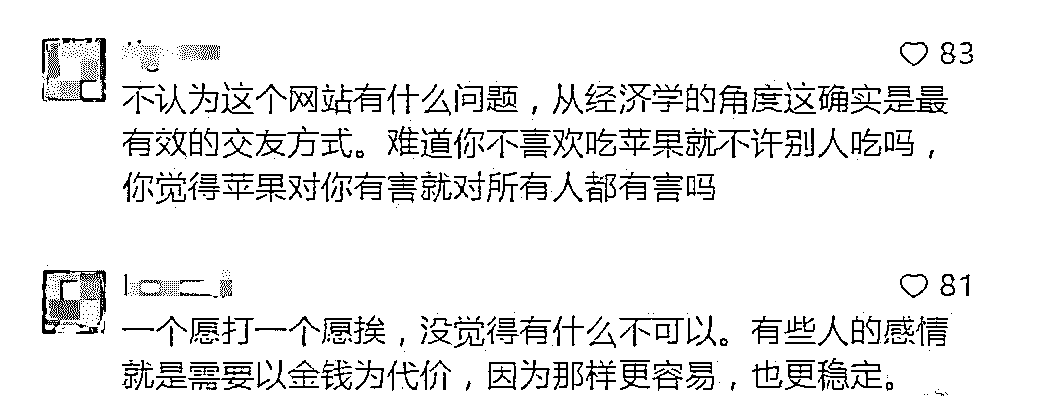 83
不认为这个网站有什么问题，从经济学的角度这确实是最
有效的交友方式。难道你不喜欢吃苹果就不许别人吃吗，
你觉得苹果对你有害就对所有人都有害吗
81
一个愿打一个愿挨，没觉得有什么不可以。有些人的感情
就是需要以金钱为代价，因为那样更容易，也更稳定。